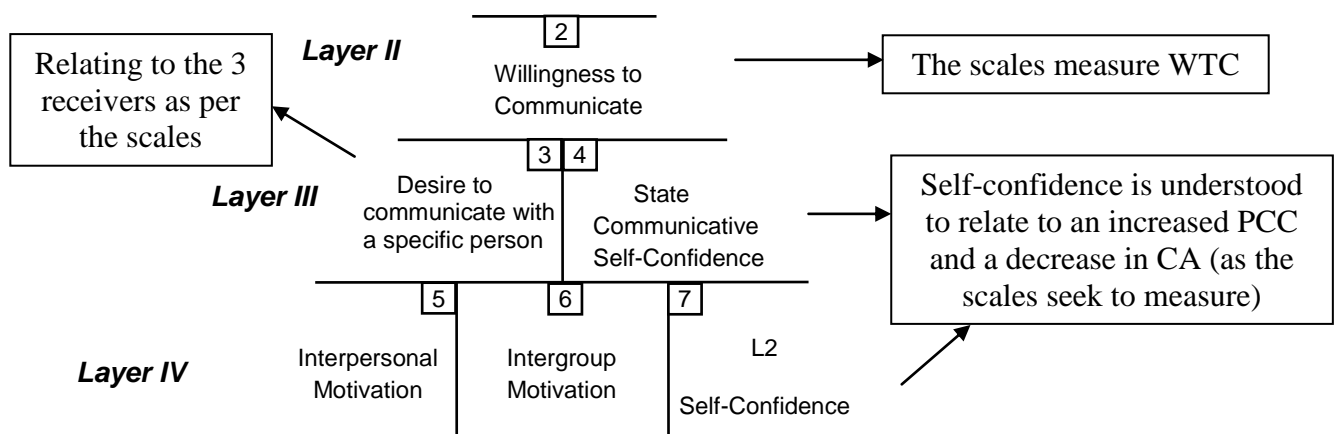 Layer II
2
Willingness to
Communicate
The scales measure WTC
Relating to the 3
receivers as per
the scales
Layer III
3 4
Desire to
communicate with
a specific person
State
Communicative
Self-Confidence
Self-confidence is understood
to relate to an increased PCC
and a decrease in CA (as the
scales seek to measure)
Layer IV
5 6 7
Interpersonal
Motivation
Intergroup
Motivation
L2
Self-Confidence